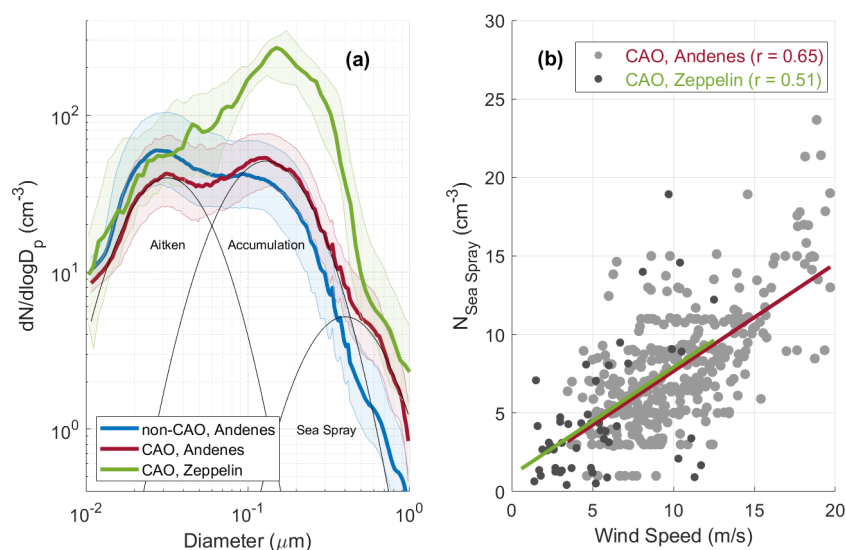 (a)
dN/dlogD_p (cm^-3)
10^2
10^1
10^0
Aitken
Accumulation
Sea Spray
non-CAO, Andenes
CAO, Andenes
CAO, Zeppelin
10^-2
10^-1
10^0
Diameter (μm)
(b)
CAO, Andenes (r = 0.65)
CAO, Zeppelin (r = 0.51)
N_Sea Spray (cm^-3)
30
25
20
15
10
5
0
0
5
10
15
20
Wind Speed (m/s)